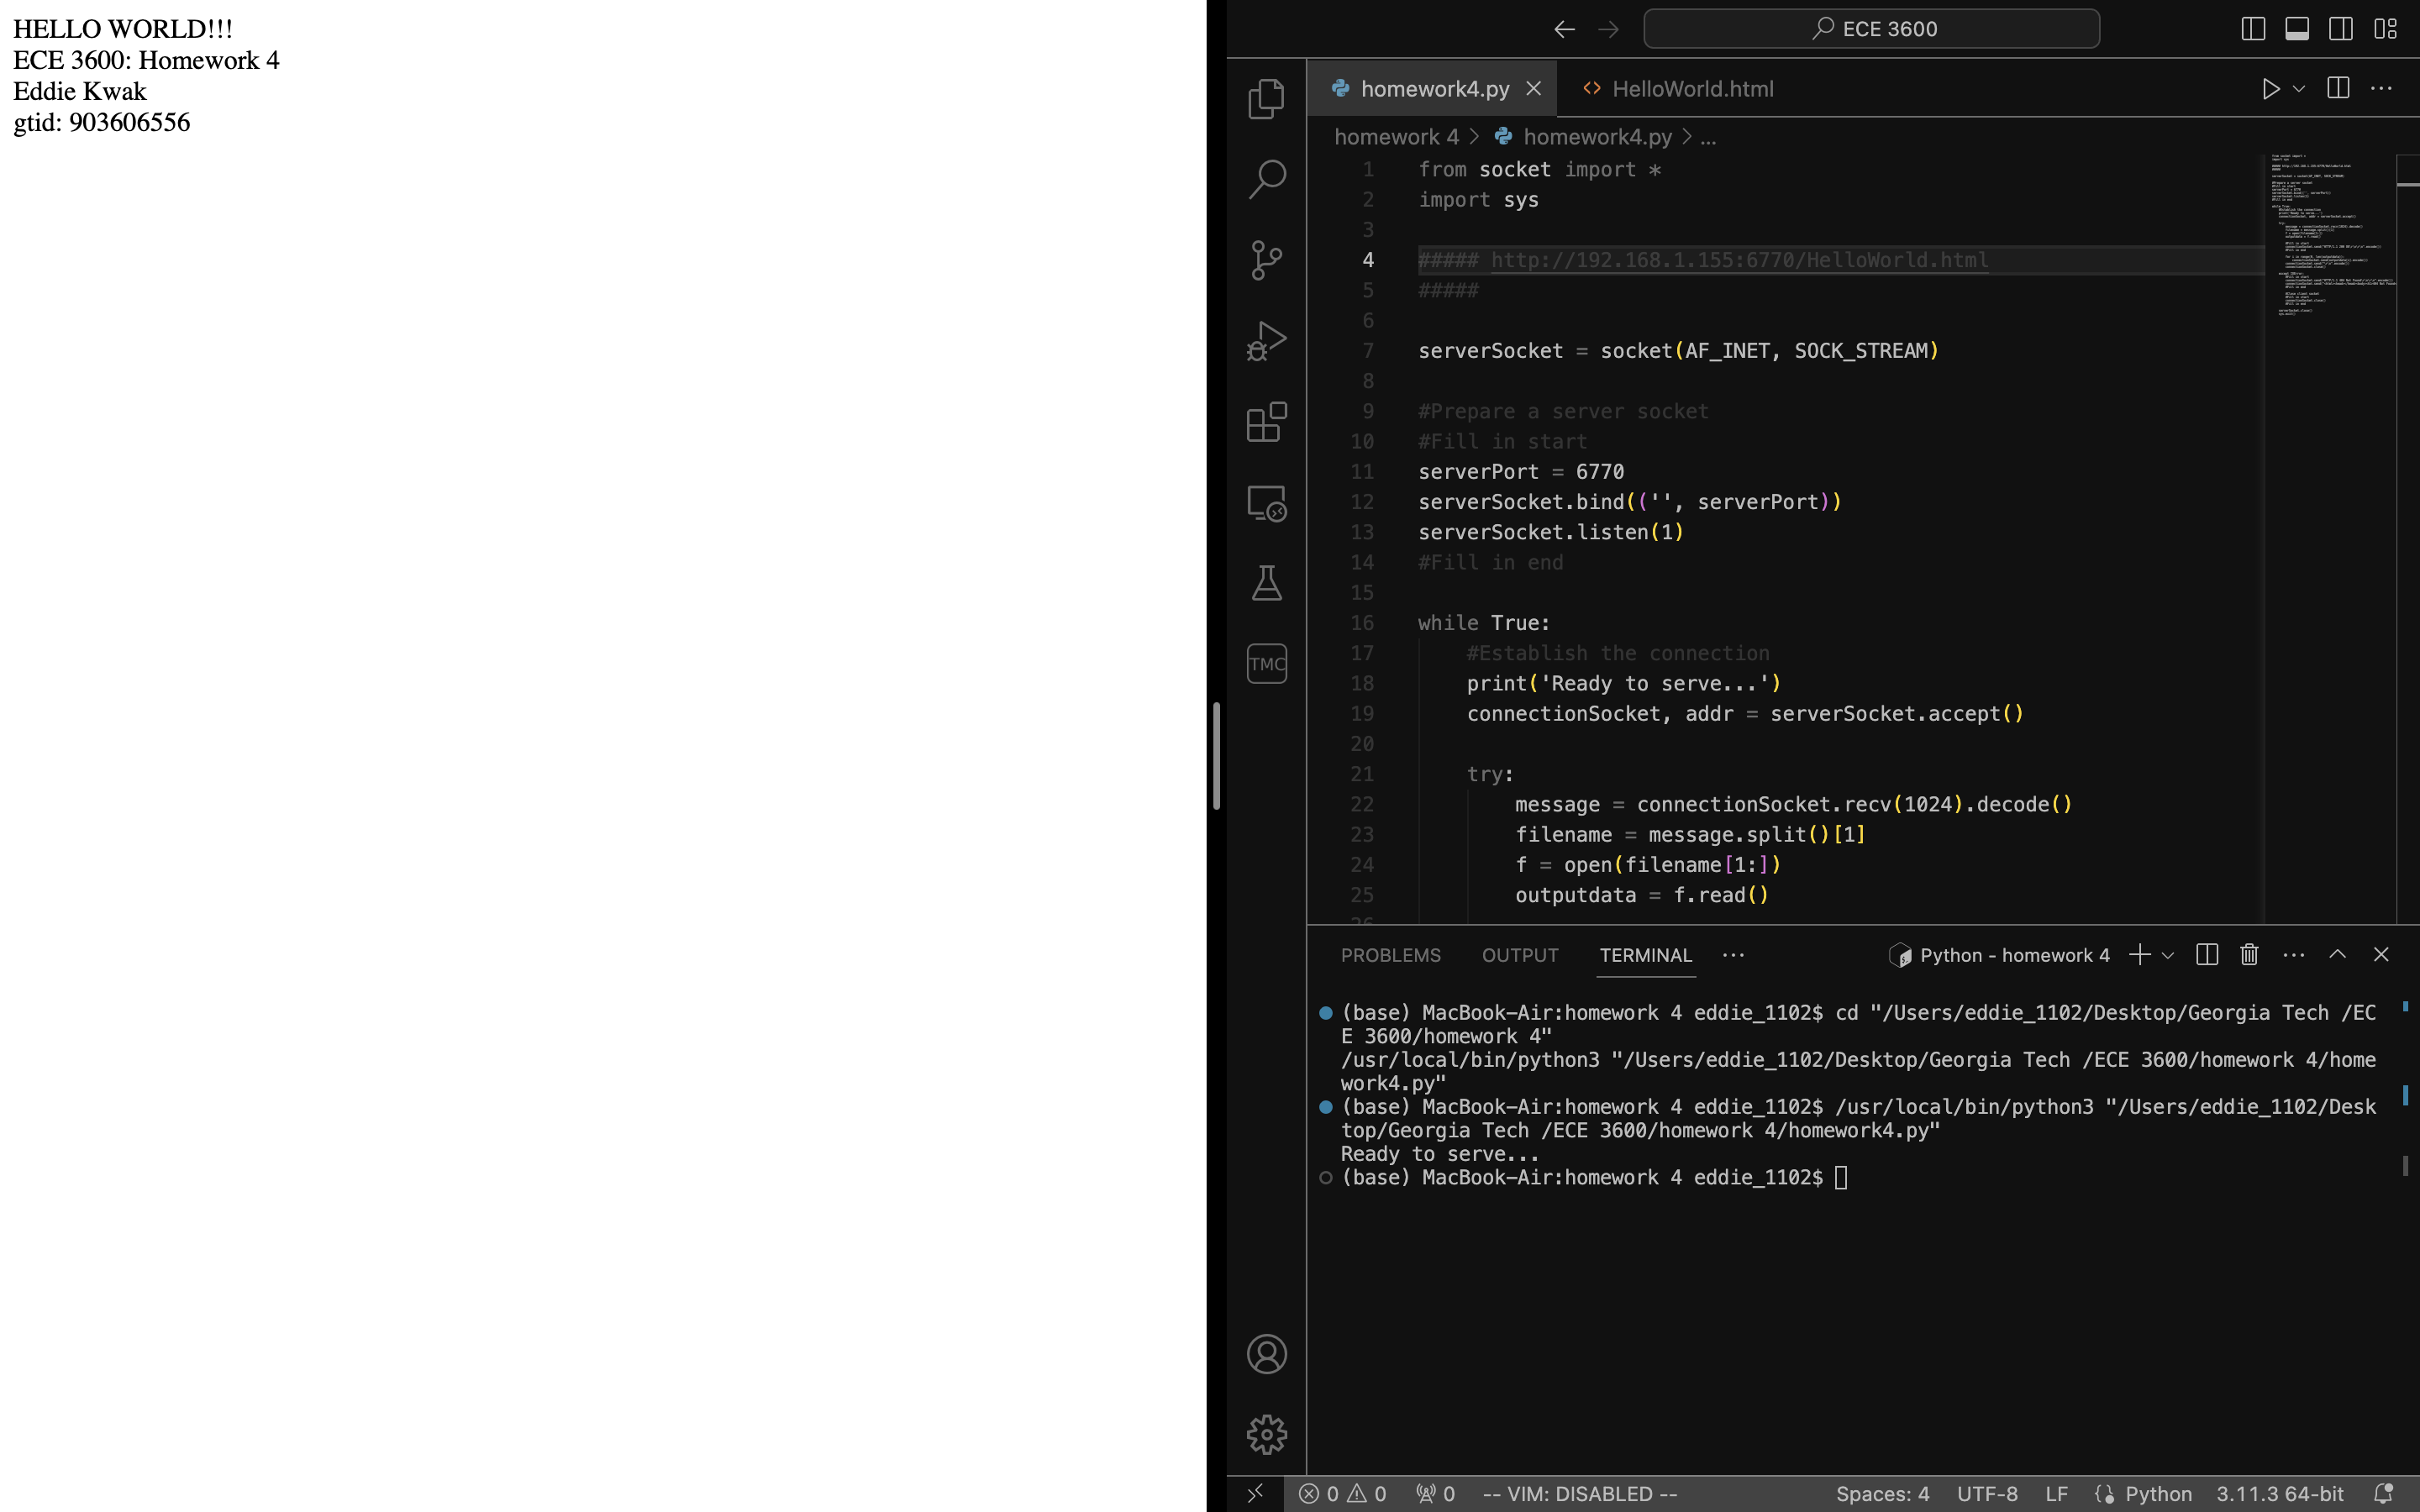 HELLO WORLD!!!
ECE 3600: Homework 4
Eddie Kwak
gtid: 903606556
ECE 3600
homework4.py
HelloWorld.html
homework 4 > homework4.py > ...
1 from socket import *
2 import sys
3
4 ##### http://192.168.1.155:6770/HelloWorld.html
5 #####
6
7 serverSocket = socket(AF_INET, SOCK_STREAM)
8
9 #Prepare a server socket
10 #Fill in start
11 serverPort = 6770
12 serverSocket.bind(('', serverPort))
13 serverSocket.listen(1)
14 #Fill in end
15
16 while True:
17     #Establish the connection
18     print('Ready to serve...')
19     connectionSocket, addr = serverSocket.accept()
20
21     try:
22         message = connectionSocket.recv(1024).decode()
23         filename = message.split()[1]
24         f = open(filename[1:])
25         outputdata = f.read()
26
TMC
PROBLEMS OUTPUT TERMINAL ... Python - homework 4
(base) MacBook-Air:homework 4 eddie_1102$ cd "/Users/eddie_1102/Desktop/Georgia Tech /EC
E 3600/homework 4"
/usr/local/bin/python3 "/Users/eddie_1102/Desktop/Georgia Tech /ECE 3600/homework 4/home
work4.py"
(base) MacBook-Air:homework 4 eddie_1102$ /usr/local/bin/python3 "/Users/eddie_1102/Desk
top/Georgia Tech /ECE 3600/homework 4/homework4.py"
Ready to serve...
(base) MacBook-Air:homework 4 eddie_1102$
0 0 0 -- VIM: DISABLED -- Spaces: 4 UTF-8 LF Python 3.11.3 64-bit